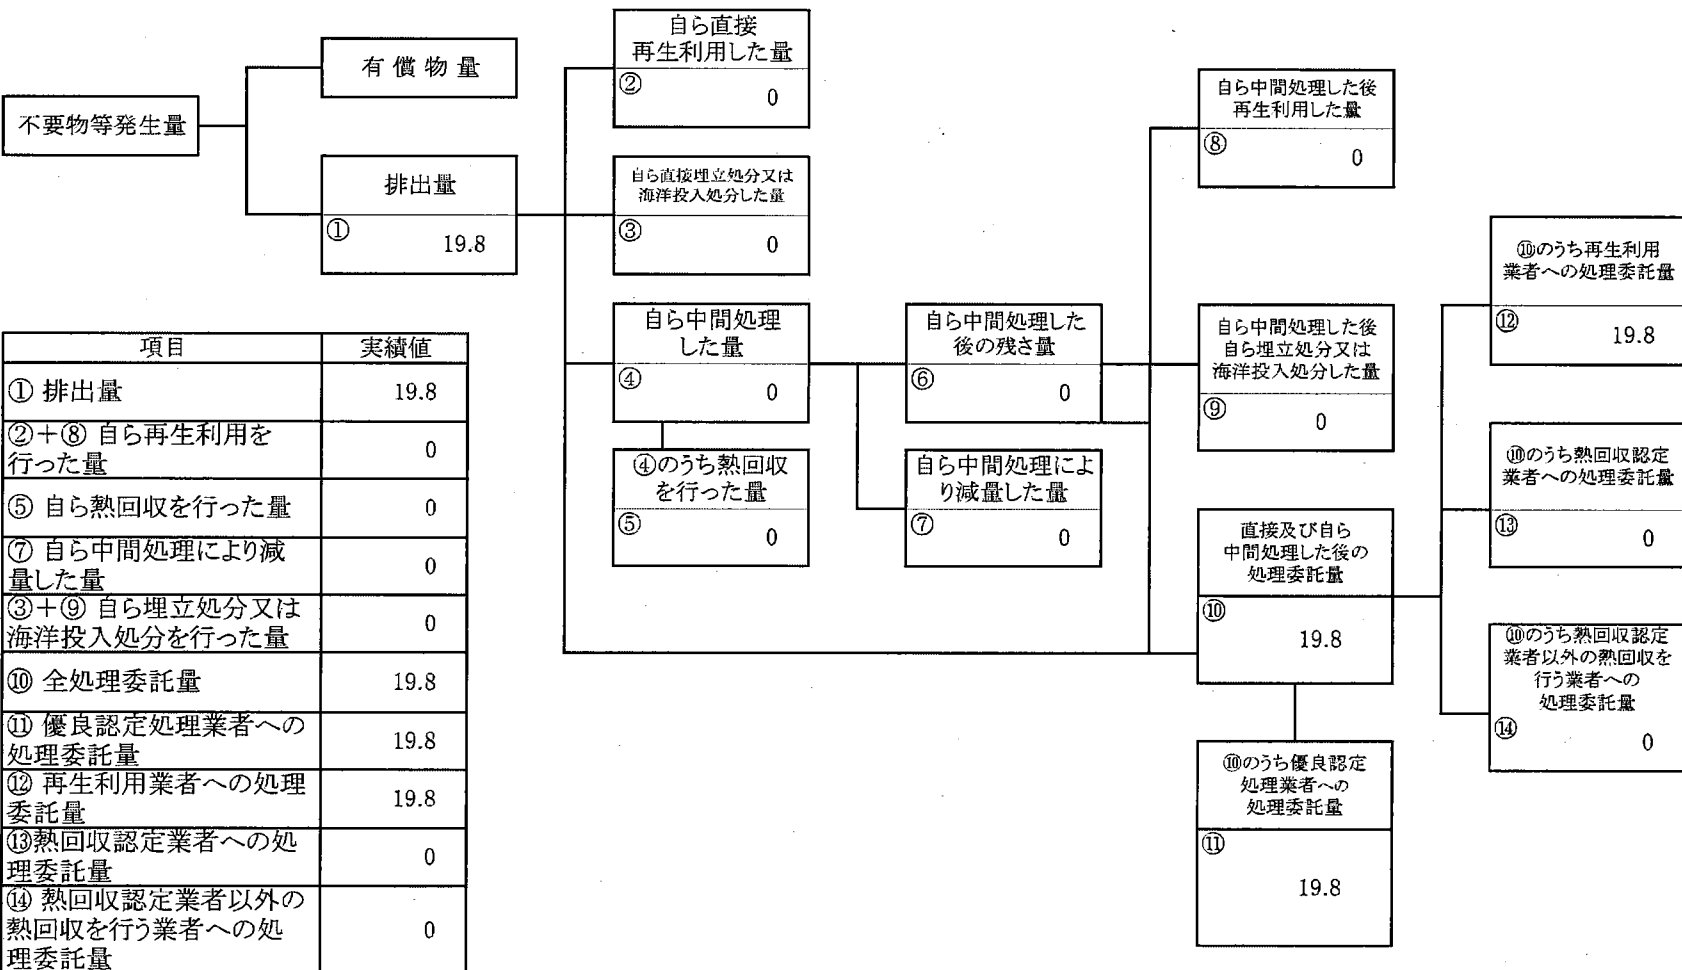 不要物等発生量
有償物量
排出量
①
19.8
自ら直接
再生利用した量
②
0
自ら直接埋立処分又は
海洋投入処分した量
③
0
自ら中間処理
した量
④
0
④のうち熱回収
を行った量
⑤
0
自ら中間処理した
後の残さ量
⑥
0
自ら中間処理によ
り減量した量
⑦
0
自ら中間処理した後
再生利用した量
⑧
0
自ら中間処理した後
自ら埋立処分又は
海洋投入処分した量
⑨
0
直接及び自ら
中間処理した後の
処理委託量
⑩
19.8
⑩のうち優良認定
処理業者への
処理委託量
⑪
19.8
⑩のうち再生利用
業者への処理委託量
⑫
19.8
⑩のうち熱回収認定
業者への処理委託量
⑬
0
⑩のうち熱回収認定
業者以外の熱回収を
行う業者への
処理委託量
⑭
0
項目 実績値
① 排出量 19.8
②+⑧ 自ら再生利用を
行った量 0
⑤ 自ら熱回収を行った量 0
⑦ 自ら中間処理により減
量した量 0
③+⑨ 自ら埋立処分又は
海洋投入処分を行った量 0
⑩ 全処理委託量 19.8
⑪ 優良認定処理業者への
処理委託量 19.8
⑫ 再生利用業者への処理
委託量 19.8
⑬熱回収認定業者への処
理委託量 0
⑭ 熱回収認定業者以外の
熱回収を行う業者への処
理委託量 0